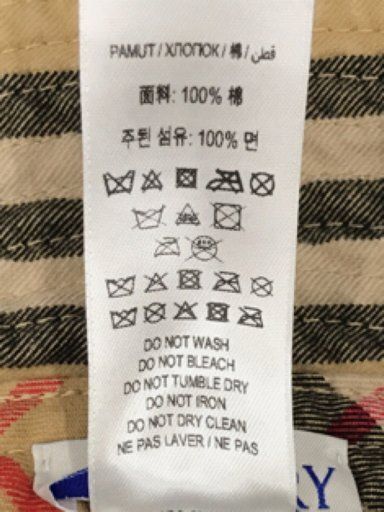 PAMUT / ХЛОПОК / 棉 / قطن /
面料: 100% 棉
주된 섬유: 100% 면
DO NOT WASH
DO NOT BLEACH
DO NOT TUMBLE DRY
DO NOT IRON
DO NOT DRY CLEAN
NE PAS LAVER / NE PAS
RY